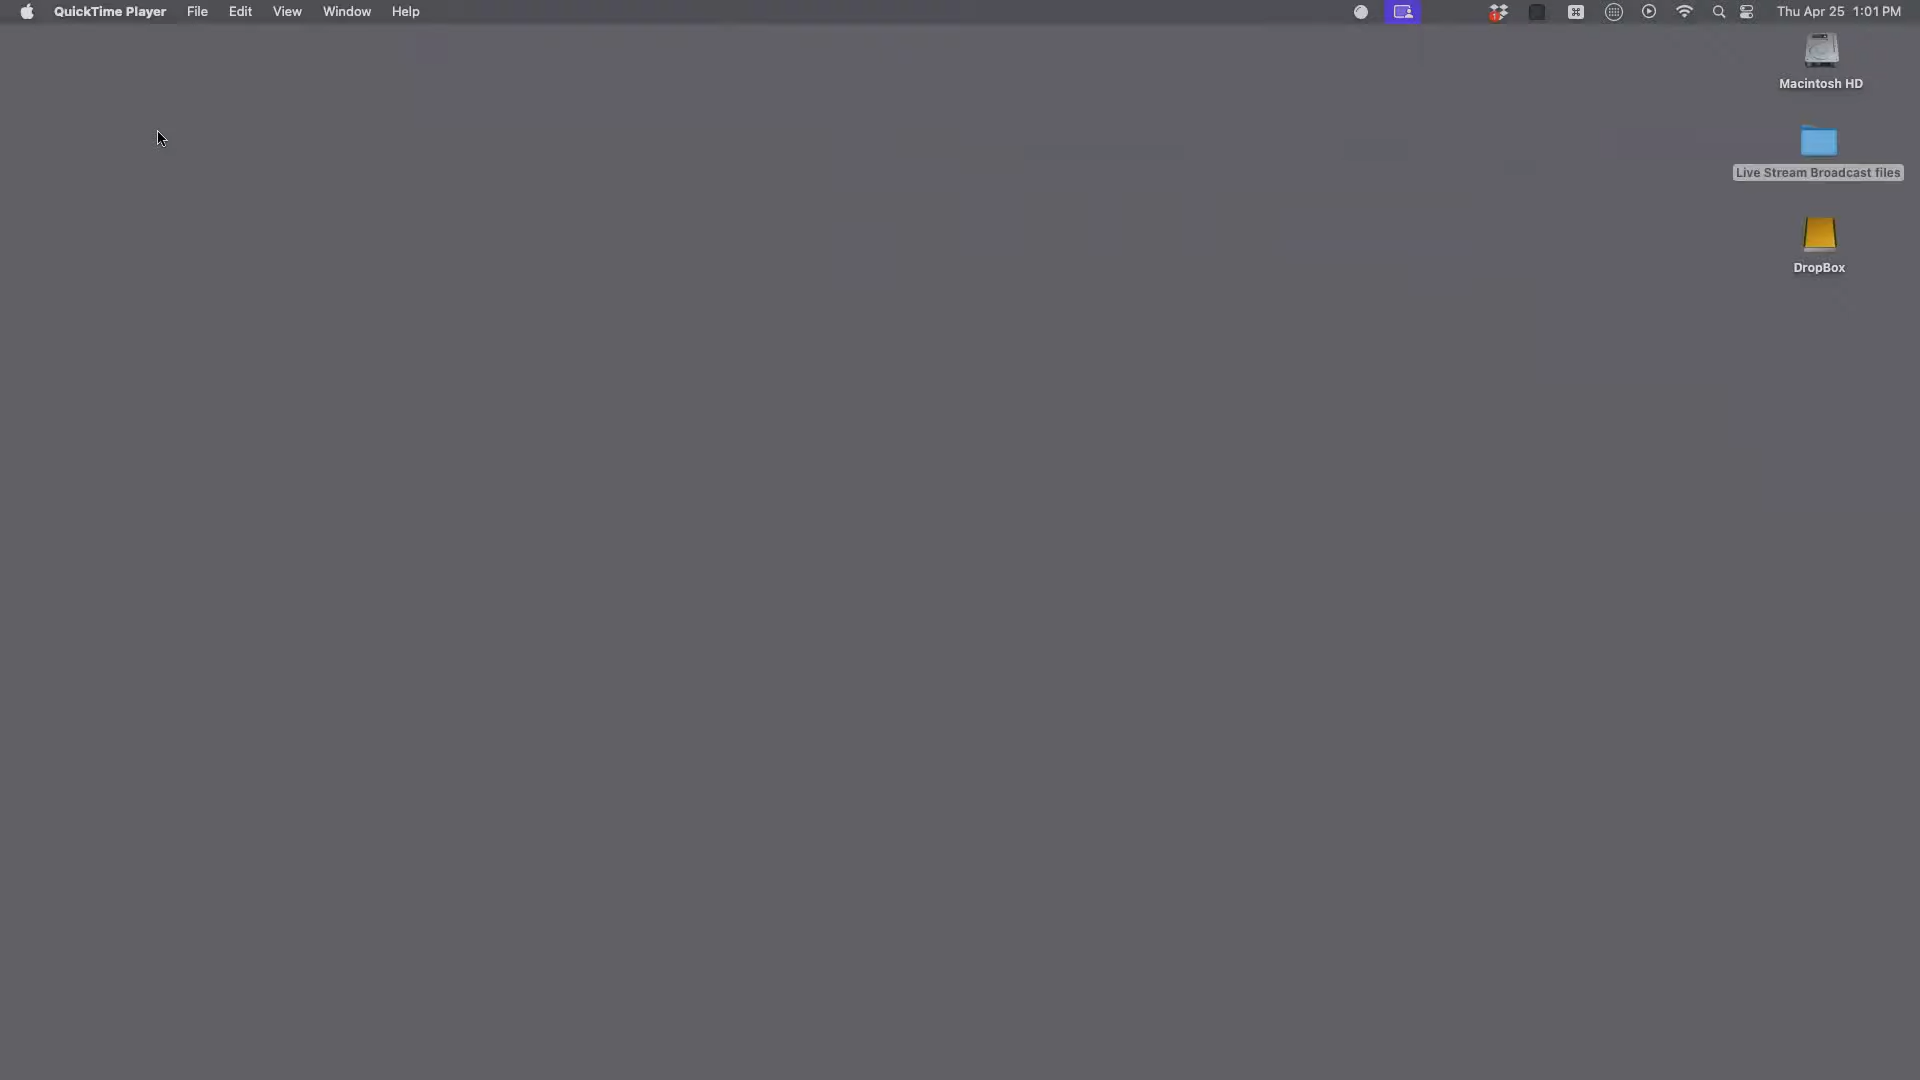 QuickTime Player File Edit View Window Help 1 Thu Apr 25 1:01 PM
Macintosh HD
Live Stream Broadcast files
DropBox